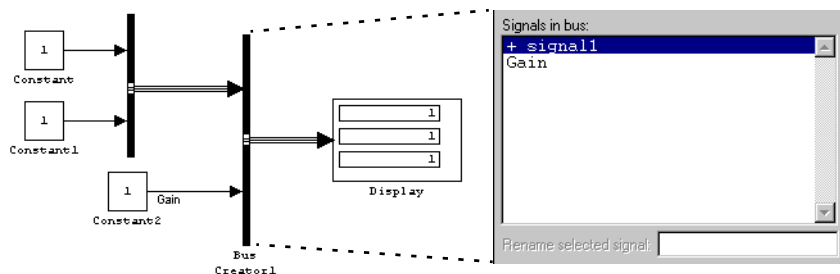 1
Constant
1
Constant1
1
Constant2
Gain
Bus
Creator1
1
1
1
Display
Signals in bus:
+ signal1
Gain
Rename selected signal: